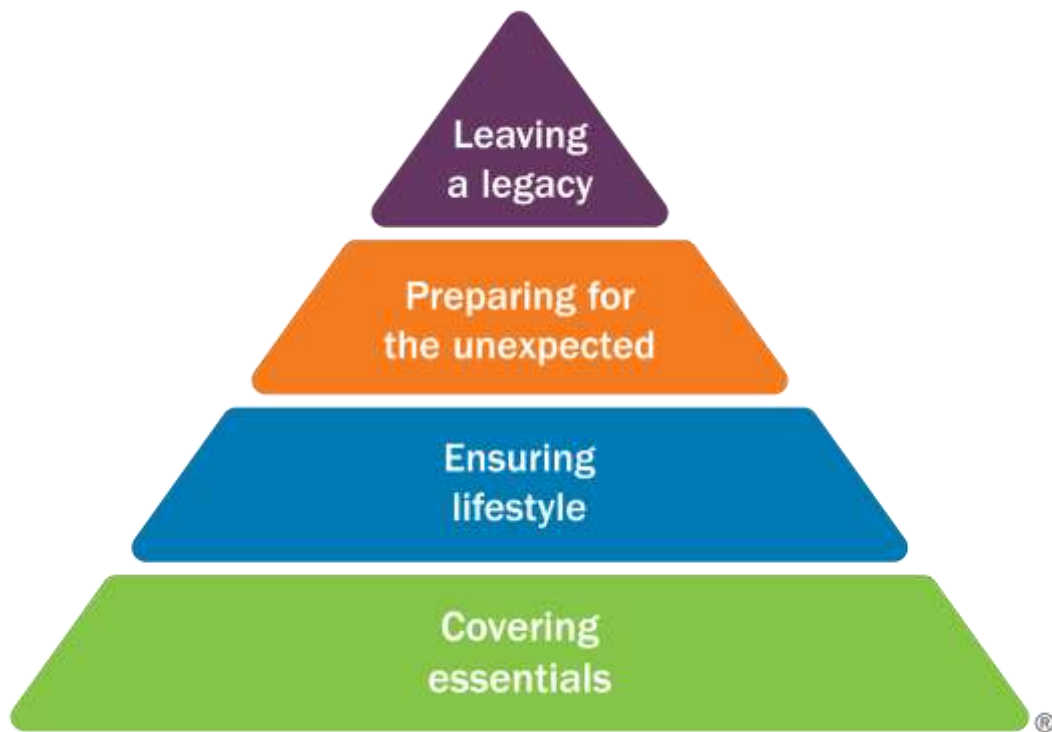 Leaving
a legacy
Preparing for
the unexpected
Ensuring
lifestyle
Covering
essentials
®